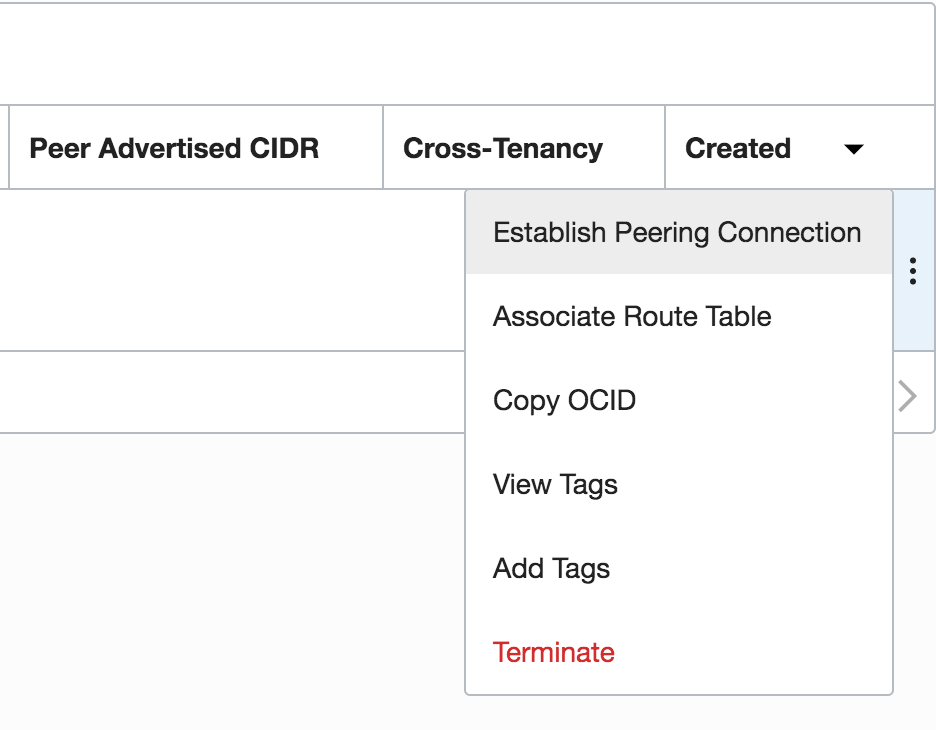 Peer Advertised CIDR Cross-Tenancy Created
Establish Peering Connection
Associate Route Table
Copy OCID
View Tags
Add Tags
Terminate